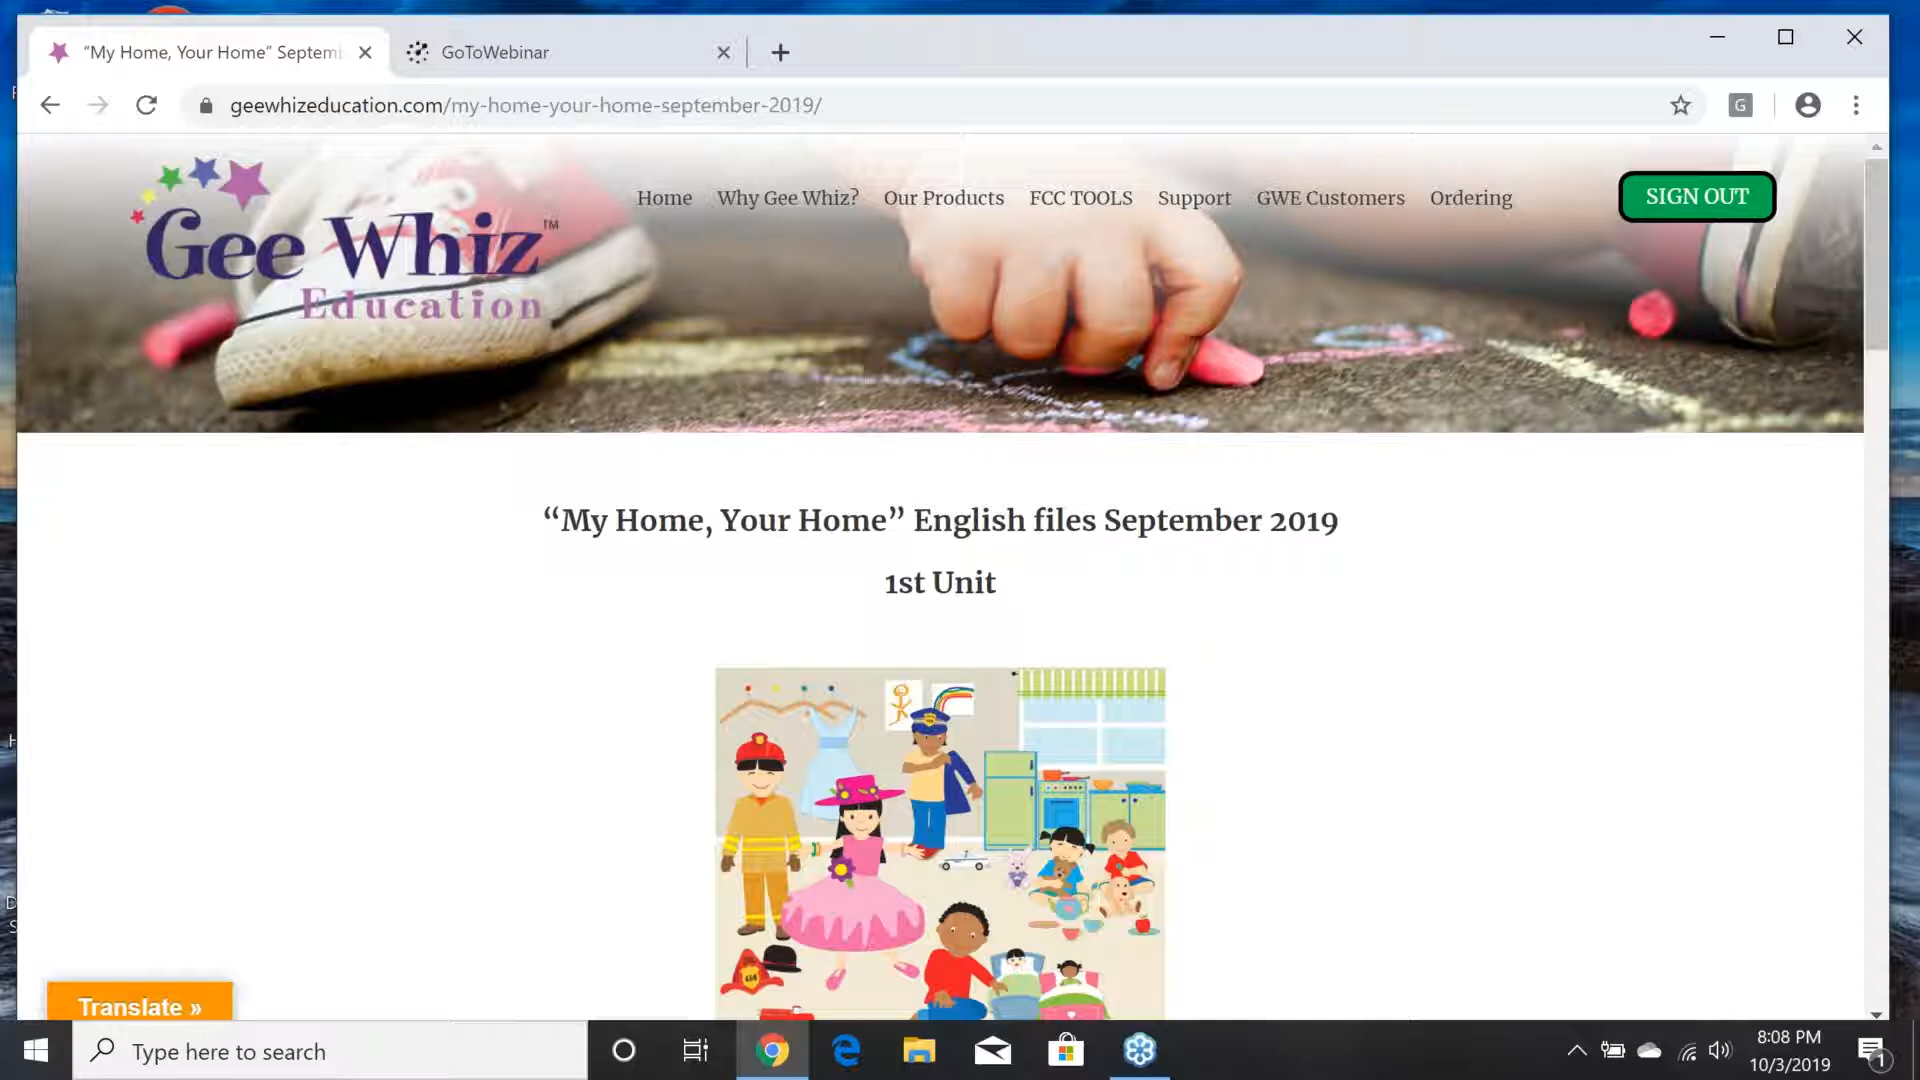 “My Home, Your Home” Septem
GoToWebinar
geewhizeducation.com/my-home-your-home-september-2019/
G
Gee Whiz™
Education
Home Why Gee Whiz? Our Products FCC TOOLS Support GWE Customers Ordering
SIGN OUT
“My Home, Your Home” English files September 2019
1st Unit
Translate »
Type here to search
8:08 PM
10/3/2019
1